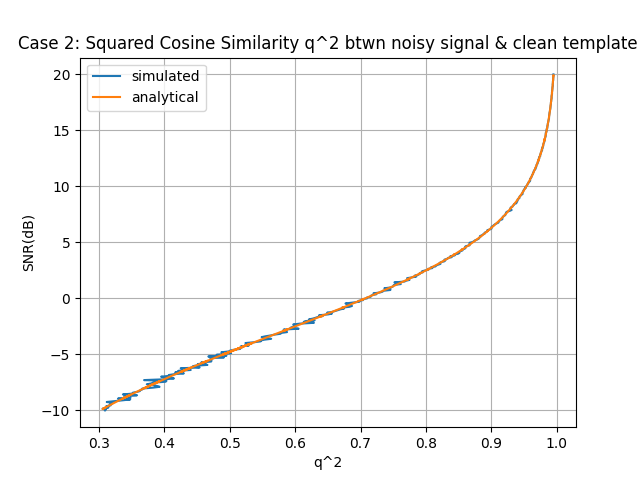 Case 2: Squared Cosine Similarity q^2 btwn noisy signal & clean template
simulated
analytical
SNR(dB)
20
15
10
5
0
−5
−10
0.3 0.4 0.5 0.6 0.7 0.8 0.9 1.0
q^2